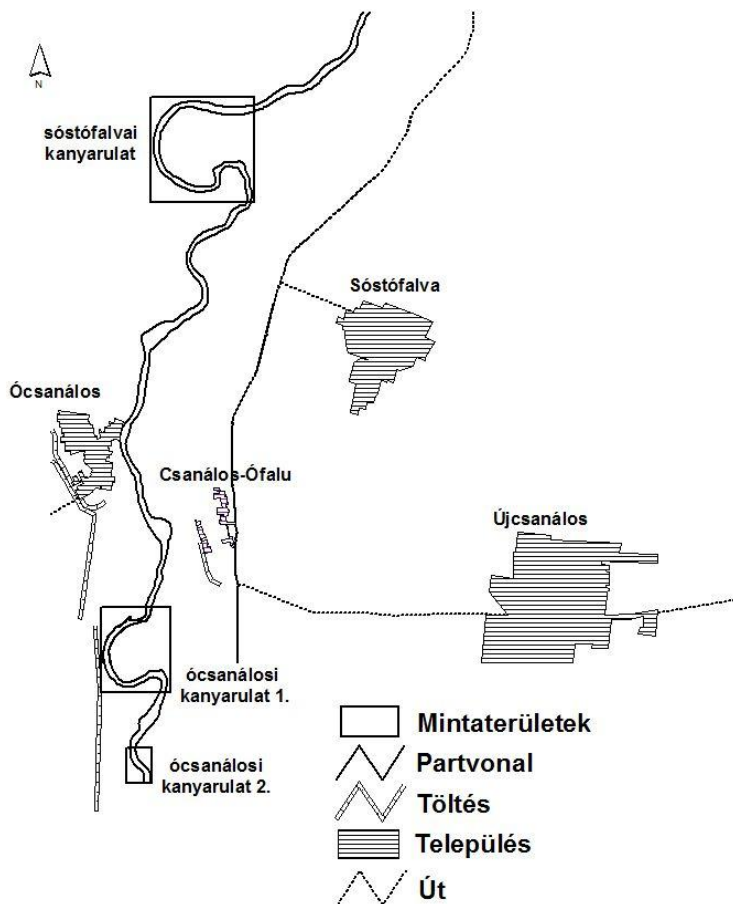 N
sóstófalvai
kanyarulat
Sóstófalva
Ócsanálos
Csanálos-Ófalu
Újcsanálos
ócsanálosi
kanyarulat 1.
ócsanálosi
kanyarulat 2.
Mintaterületek
Partvonal
Töltés
Település
Út